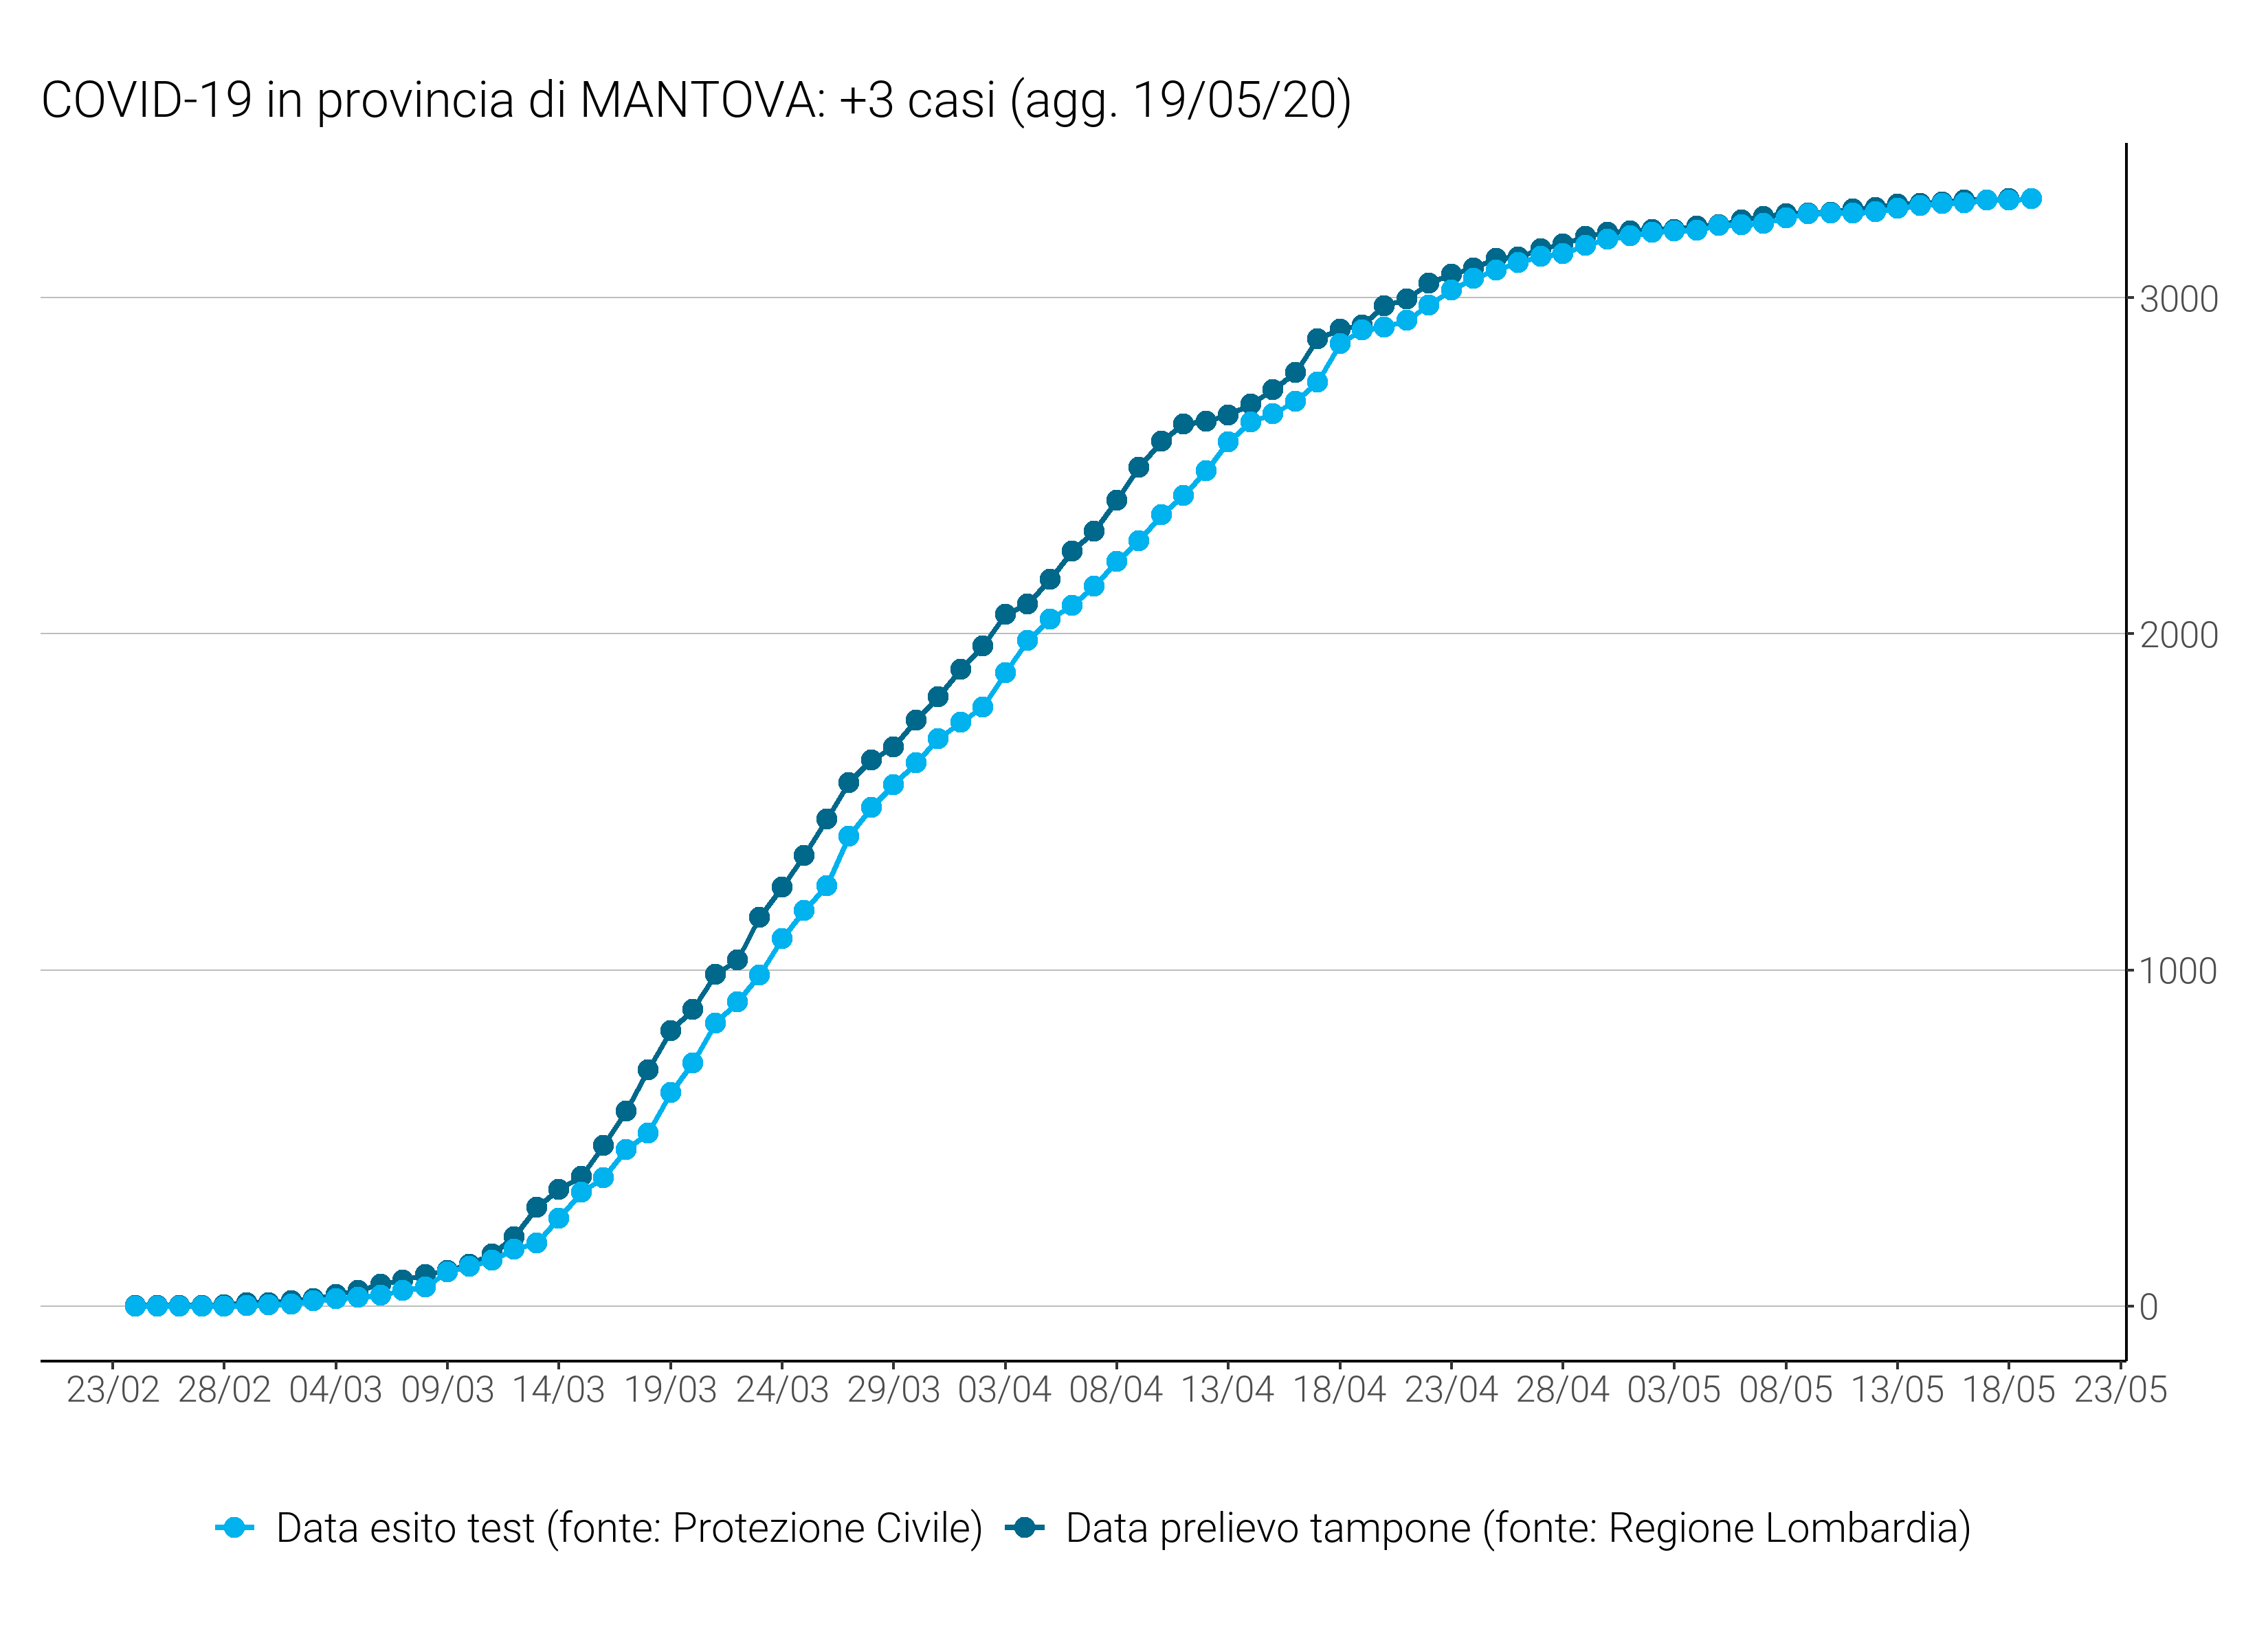 COVID-19 in provincia di MANTOVA: +3 casi (agg. 19/05/20)
3000
2000
1000
0
23/02 28/02 04/03 09/03 14/03 19/03 24/03 29/03 03/04 08/04 13/04 18/04 23/04 28/04 03/05 08/05 13/05 18/05 23/05
Data esito test (fonte: Protezione Civile) Data prelievo tampone (fonte: Regione Lombardia)